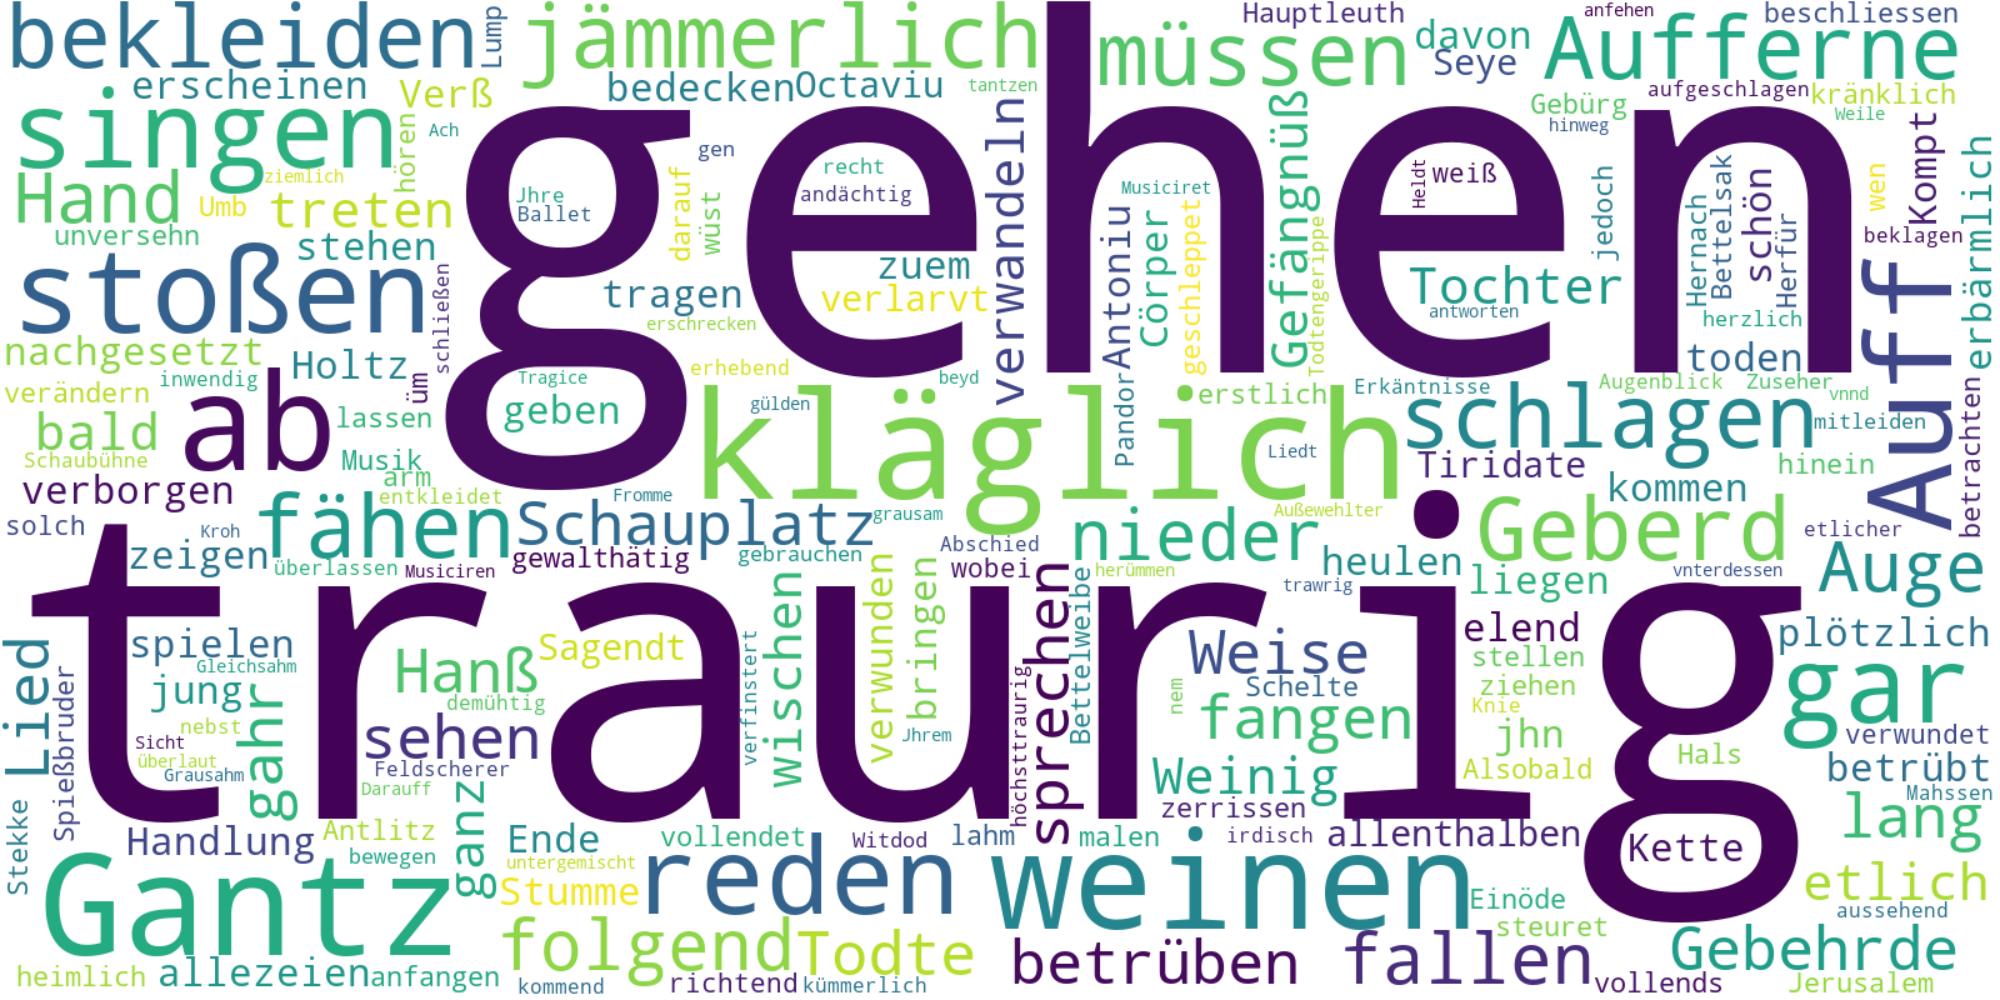 bekleiden
Lump
jämmerlich
gehen
müssen
Hauptleuth
davon
Seye
anfehen
Aufferne
beschliessen
erscheinen
Verß
bedecken
Octaviu
tantzen
aufgeschlagen
kränklich
Gebürg
hinweg
Weile
singen
hören
Ach
gen
verwandeln
Gefängnüß
recht
andächtig
Musiciret
Heldt
weiß
Kompt
erbärmlich
Hand
ziemlich
Umb
treten
Jhre
Ballet
darauf
wüst
jedoch
Hernach
Bettelsak
schön
Herfür
wen
beklagen
unversehn
stehen
stoßen
schließen
tragen
zuem
verlarvt
Antoniu
Cörper
geschleppet
Todtengerippe
Tochter
antworten
herzlich
Auff
erschrecken
nachgesetzt
Holtz
toden
verändern
inwendig
üm
Tragice
erhebend
beyd
Pandor
erstlich
Erkäntnisse
Augenblick
Zuseher
vnnd
betrachten
ab
lassen
geben
gülden
kläglich
schlagen
mitleiden
bald
Schaubühne
Musik
arm
Liedt
Tiridate
hinein
verborgen
entkleidet
Fromme
kommen
solch
Kroh
fähen
Schauplatz
grausam
Außewehlter
nieder
Geberd
etlicher
zeigen
überlassen
Musiciren
gewalthätig
gebrauchen
Abschied
wobei
herümmen
heulen
trawrig
liegen
vnterdessen
Auge
traurig
Lied
Spießbruder
spielen
Gleichsahm
jung
nebst
Sicht
überlaut
Grausahm
gahr
Hanß
demühtig
sehen
Feldscherer
Darauff
Sagendt
verfinstert
wischen
verwunden
bringen
Jhrem
höchsttraurig
sprechen
Bettelweibe
Weise
Schelte
nem
fangen
Weinig
zerrissen
elend
stellen
ziehen
Knie
jhn
Alsobald
Hals
plötzlich
gar
verwundet
betrübt
Mahssen
Stekke
Handlung
Antlitz
bewegen
ganz
Ende
untergemischt
Stumme
vollendet
Witdod
lahm
malen
irdisch
allenthalben
Kette
lang
Gantz
reden
weinen
Einöde
steuret
etlich
aussehend
heimlich
allezeien
anfangen
folgend
kommend
Todte
richtend
kümmerlich
betrüben
fallen
vollends
Gebehrde
Jerusalem